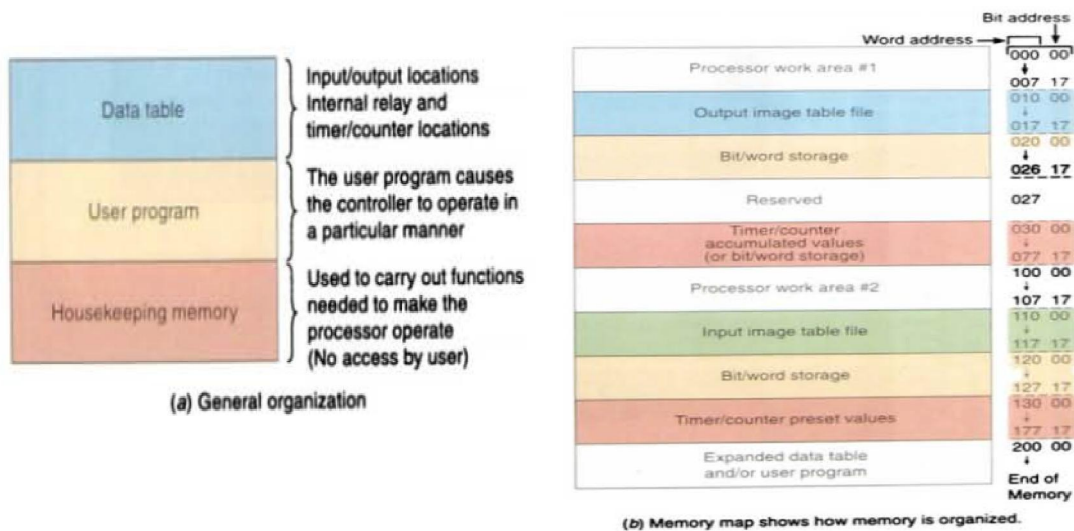 Data table
Input/output locations
Internal relay and
timer/counter locations
User program
The user program causes
the controller to operate in
a particular manner
Housekeeping memory
Used to carry out functions
needed to make the
processor operate
(No access by user)
(a) General organization
Bit address
Word address
Processor work area #1
000 00
007 17
Output image table file
010 00
017 17
Bit/word storage
020 00
026 17
Reserved
027
Timer/counter
accumulated values
(or bit/word storage)
030 00
077 17
Processor work area #2
100 00
107 17
Input image table file
110 00
117 17
Bit/word storage
120 00
127 17
Timer/counter preset values
130 00
177 17
Expanded data table
and/or user program
200 00
End of
Memory
(b) Memory map shows how memory is organized.